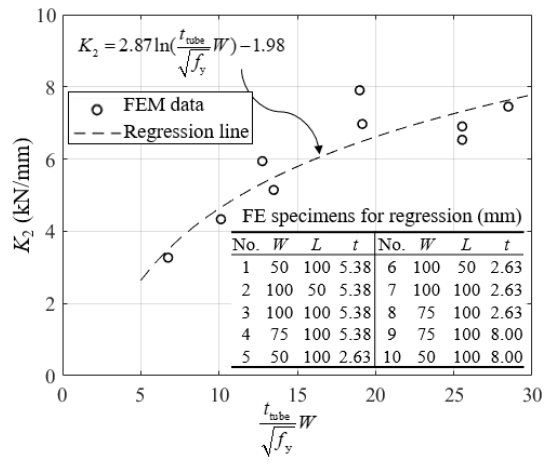 10
8
6
4
2
0
K₂ (kN/mm)
K₂ = 2.87ln(t_tube/√f_y W) − 1.98
FEM data
Regression line
FE specimens for regression (mm)
No. W L t No. W L t
1 50 100 5.38 6 100 50 2.63
2 100 50 5.38 7 100 100 2.63
3 100 100 5.38 8 75 100 2.63
4 75 100 5.38 9 75 100 8.00
5 50 100 2.63 10 50 100 8.00
0 5 10 15 20 25 30
t_tube/√f_y W